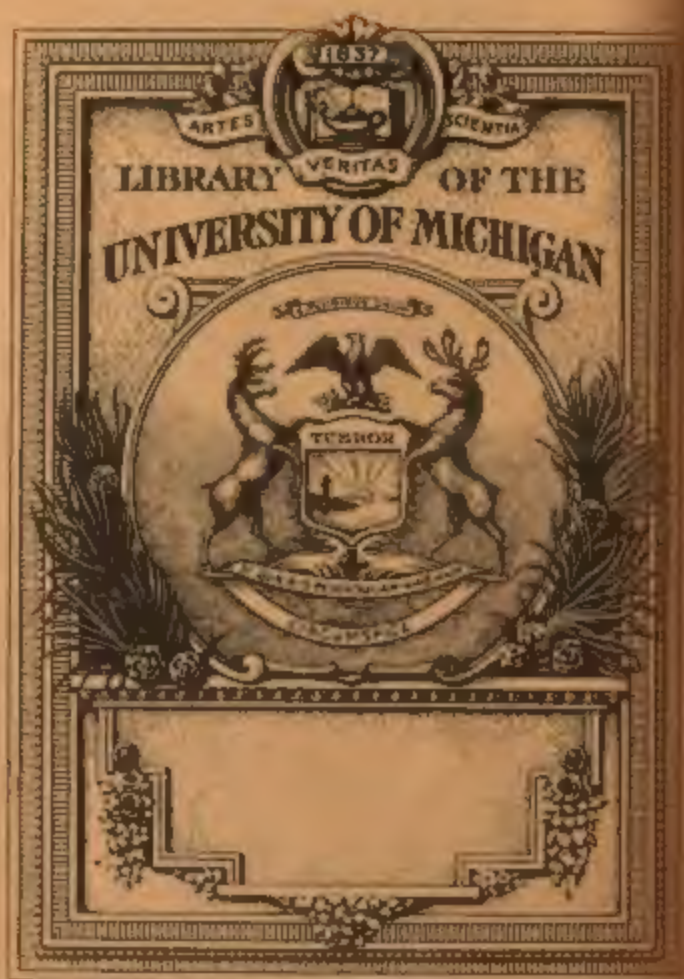 1837
ARTES SCIENTIA
VERITAS
LIBRARY OF THE
UNIVERSITY OF MICHIGAN
TUEBOR